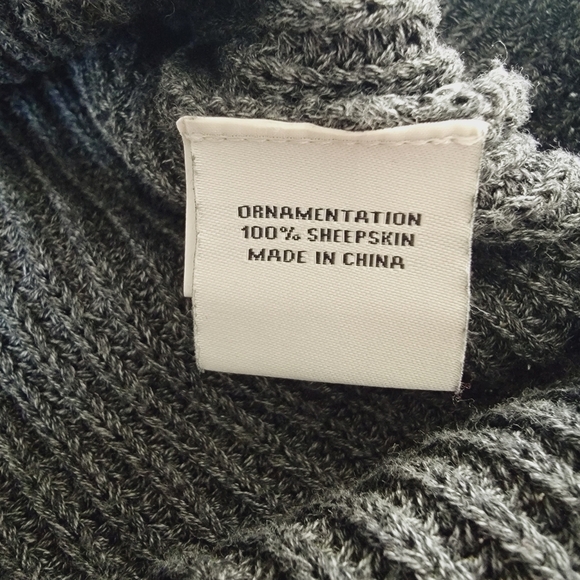 ORNAMENTATION
100% SHEEPSKIN
MADE IN CHINA